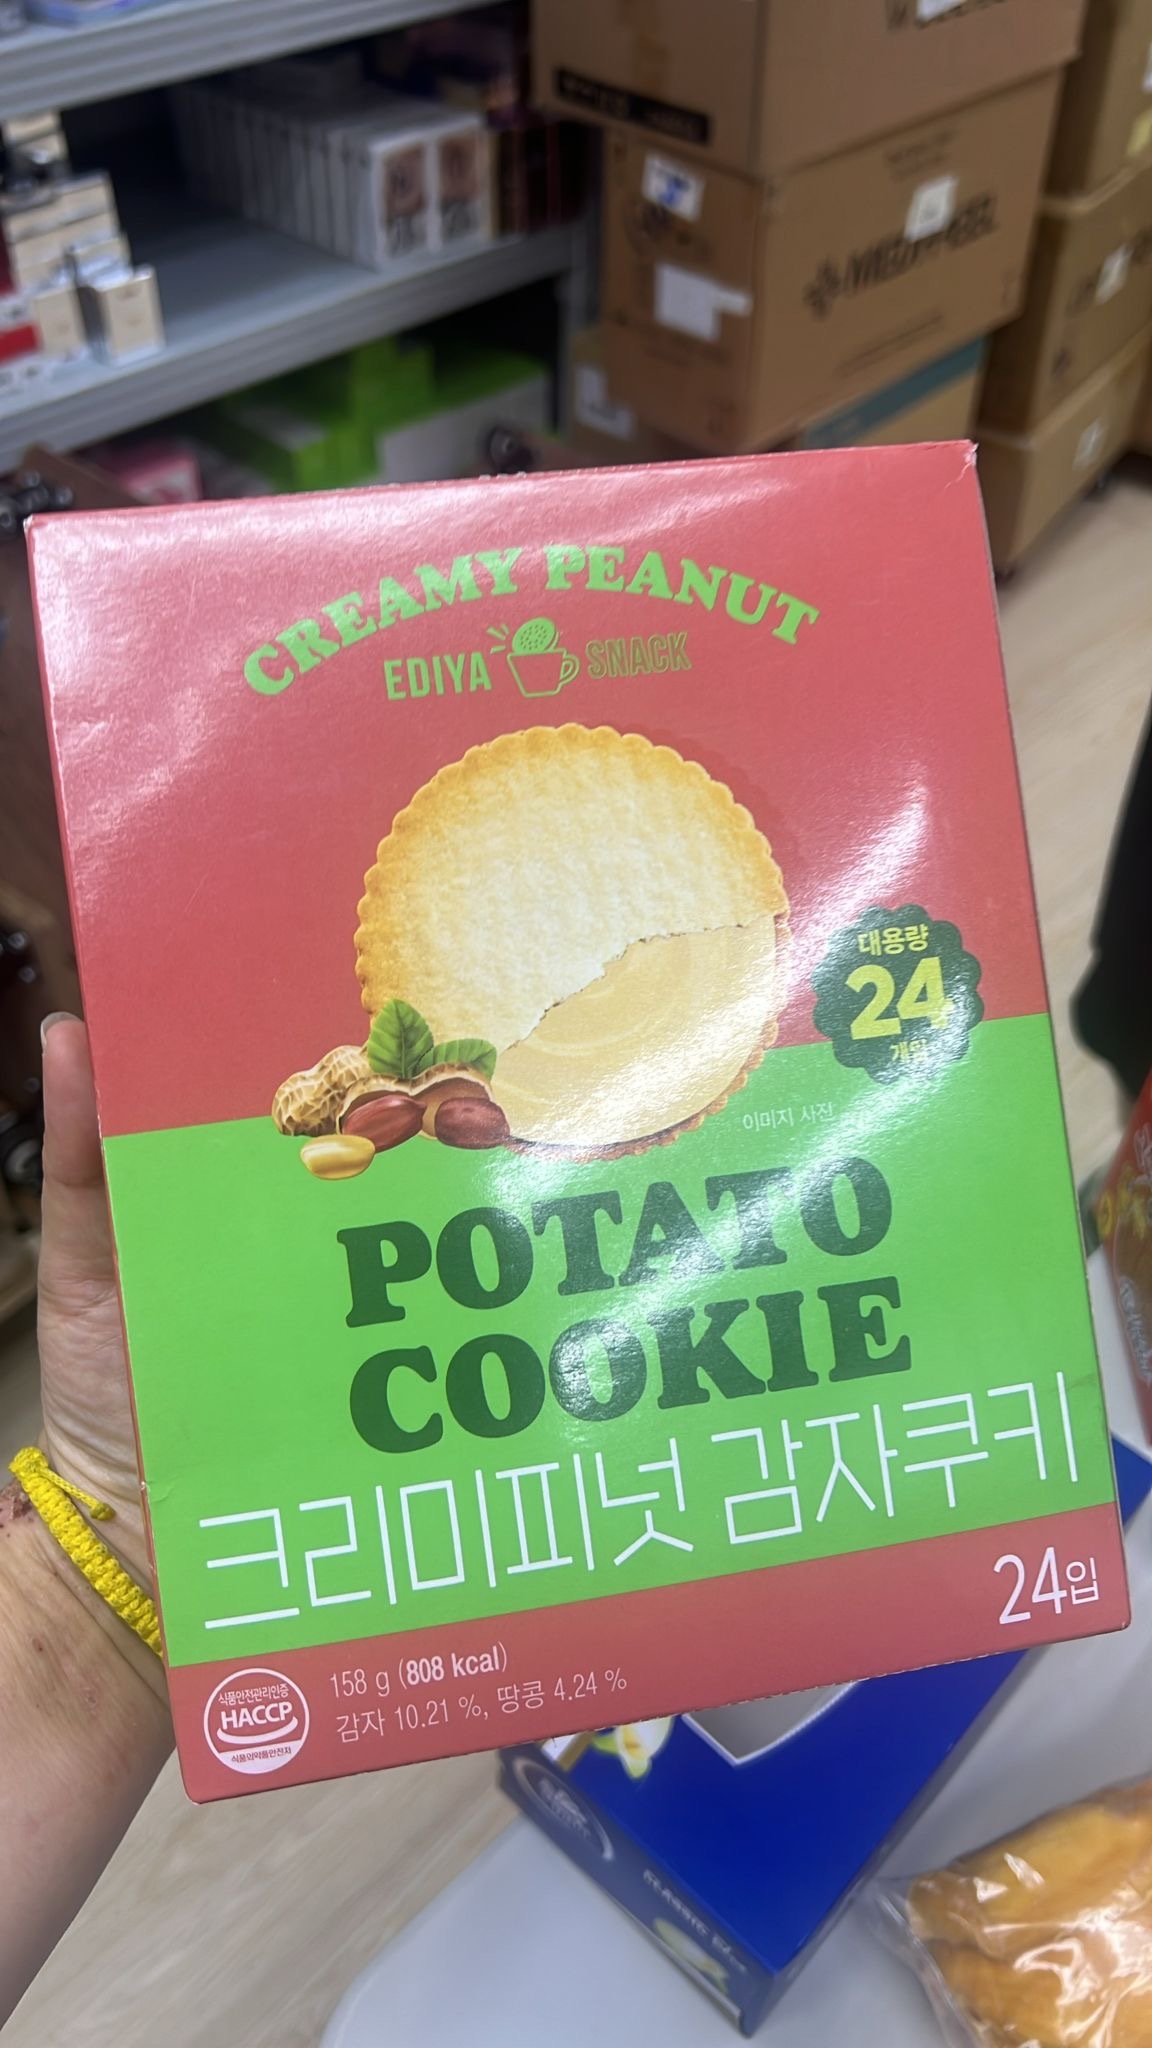 CREAMY PEANUT
EDIYA SNACK
대용량
24
개입
이미지 사진
POTATO
COOKIE
크리미피넛 감자쿠키
24입
158 g (808 kcal)
감자 10.21 %, 땅콩 4.24 %
식품안전관리인증
HACCP
식품의약품안전처